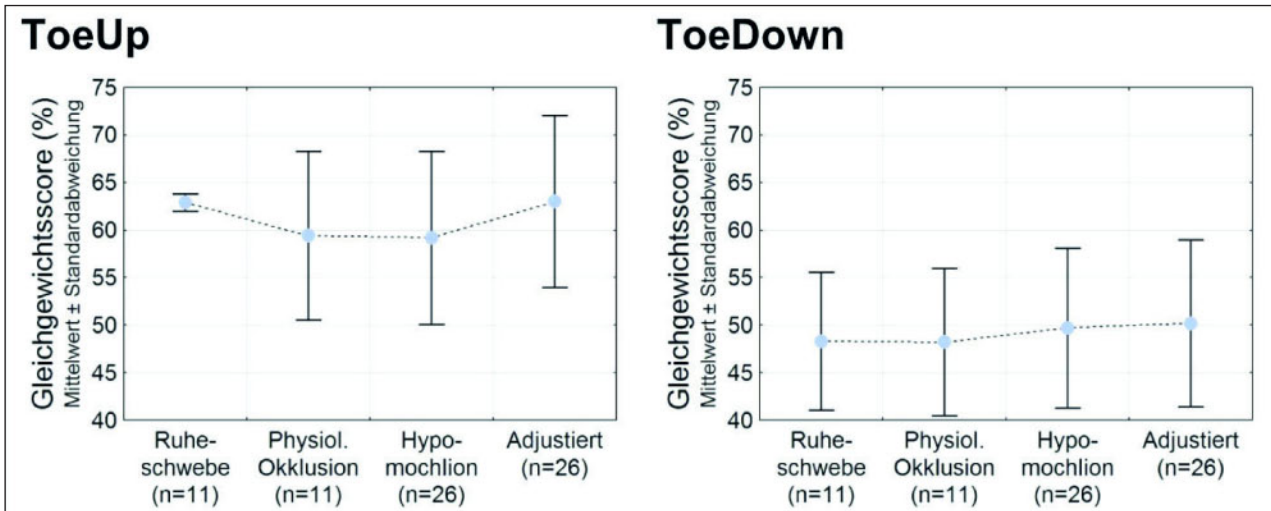 ToeUp
Gleichgewichtsscore (%)
Mittelwert ± Standardabweichung
75
70
65
60
55
50
45
40
Ruhe-
schwebe
(n=11)
Physiol.
Okklusion
(n=11)
Hypo-
mochlion
(n=26)
Adjustiert
(n=26)
ToeDown
Gleichgewichtsscore (%)
Mittelwert ± Standardabweichung
75
70
65
60
55
50
45
40
Ruhe-
schwebe
(n=11)
Physiol.
Okklusion
(n=11)
Hypo-
mochlion
(n=26)
Adjustiert
(n=26)